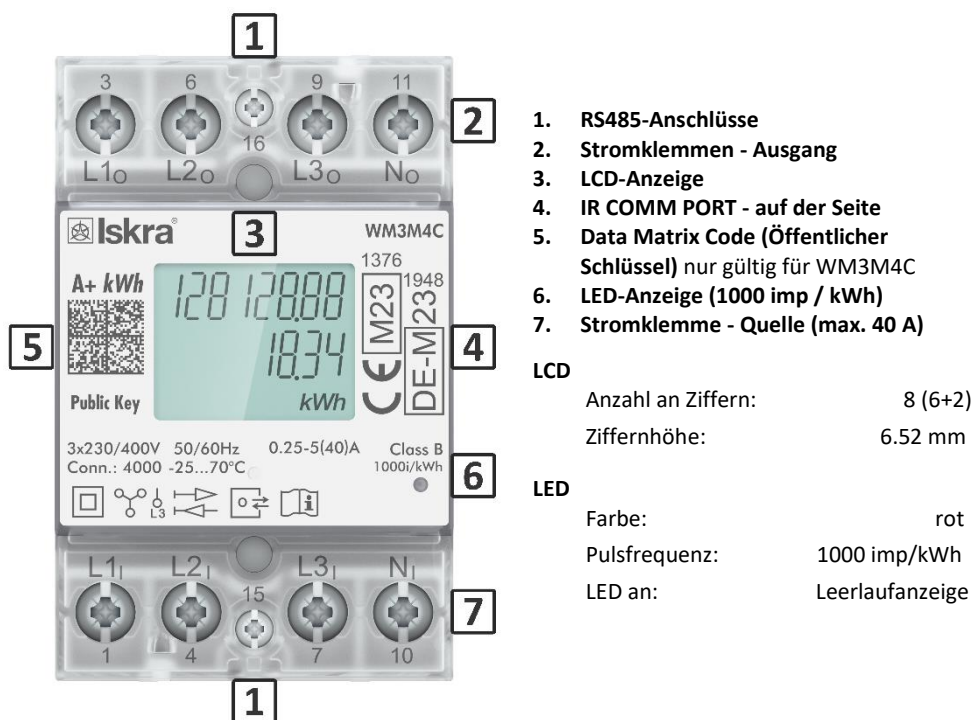 1
3 6 9 11
16
2
L1O L2O L3O NO
Iskra®
3
WM3M4C
A+ kWh
Public Key
5
128 128.88
18.34
kWh
1376
M23
1948
DE-M 23
CE
4
3x230/400V 50/60Hz 0.25-5(40)A Class B
Conn.: 4000 -25...70°C 1000i/kWh
L3
i
6
L1I L2I L3I NI
15
7
1 4 7 10
1
1. RS485-Anschlüsse
2. Stromklemmen - Ausgang
3. LCD-Anzeige
4. IR COMM PORT - auf der Seite
5. Data Matrix Code (Öffentlicher
Schlüssel) nur gültig für WM3M4C
6. LED-Anzeige (1000 imp / kWh)
7. Stromklemme - Quelle (max. 40 A)
LCD
Anzahl an Ziffern: 8 (6+2)
Ziffernhöhe: 6.52 mm
LED
Farbe: rot
Pulsfrequenz: 1000 imp/kWh
LED an: Leerlaufanzeige